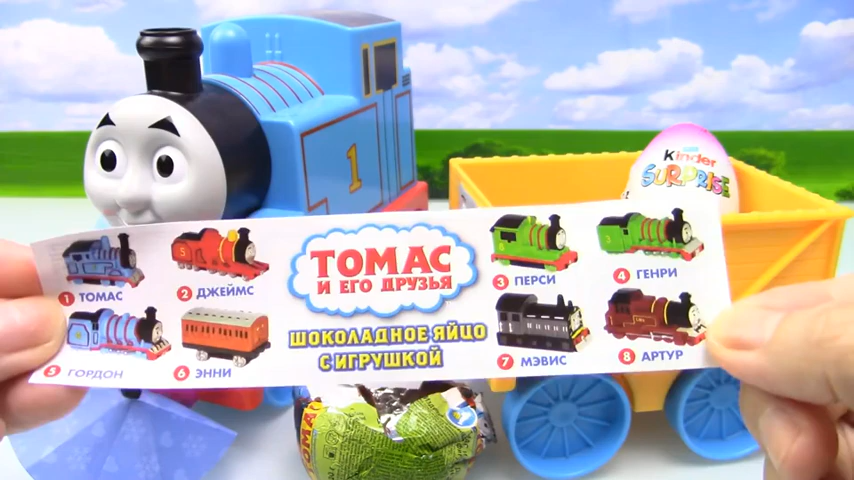 1
Kinder
SURPRISE
ТОМАС
И ЕГО ДРУЗЬЯ
ШОКОЛАДНОЕ ЯЙЦО
С ИГРУШКОЙ
1 ТОМАС
2 ДЖЕЙМС
3 ПЕРСИ
4 ГЕНРИ
5 ГОРДОН
6 ЭННИ
7 МЭВИС
8 АРТУР